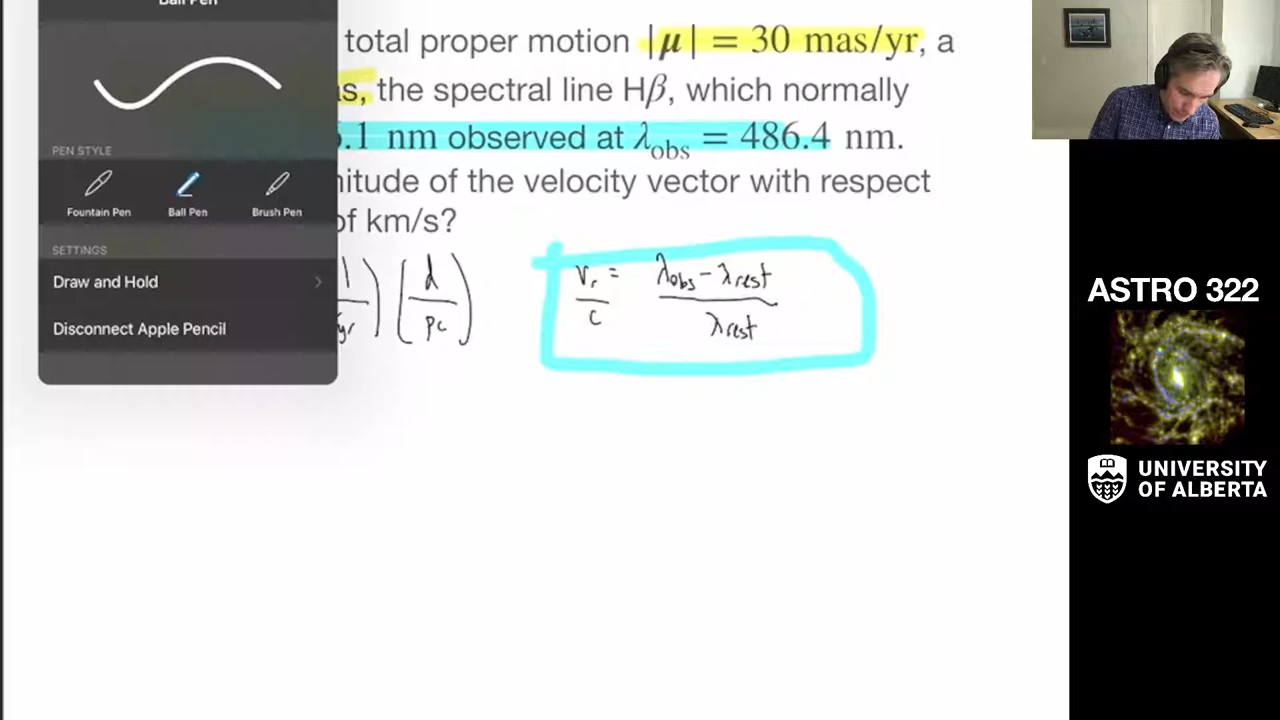 Ball Pen
total proper motion |μ| = 30 mas/yr, a
as, the spectral line Hβ, which normally
.1 nm observed at λobs = 486.4 nm.
nitude of the velocity vector with respect
of km/s?
PEN STYLE
Fountain Pen
Ball Pen
Brush Pen
SETTINGS
Draw and Hold
Disconnect Apple Pencil
1 / yr) (d / pc)
vr / c = λobs - λrest / λrest
ASTRO 322
UNIVERSITY
OF ALBERTA